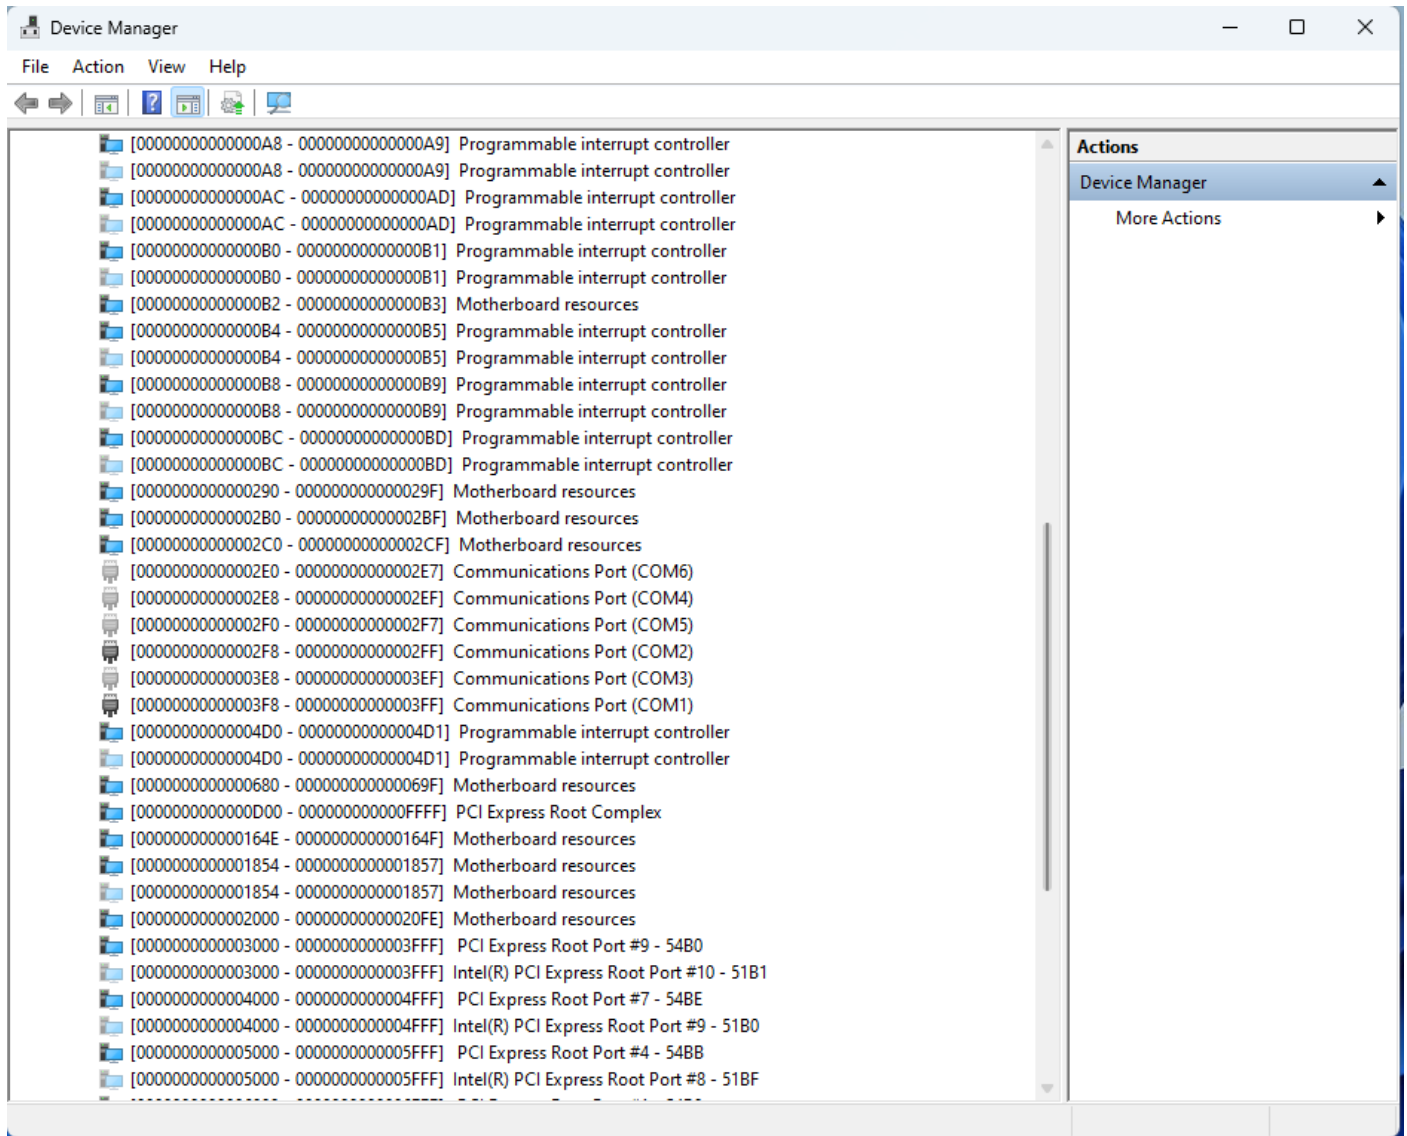 Device Manager
File Action View Help
[00000000000000A8 - 00000000000000A9] Programmable interrupt controller
[00000000000000A8 - 00000000000000A9] Programmable interrupt controller
[00000000000000AC - 00000000000000AD] Programmable interrupt controller
[00000000000000AC - 00000000000000AD] Programmable interrupt controller
[00000000000000B0 - 00000000000000B1] Programmable interrupt controller
[00000000000000B0 - 00000000000000B1] Programmable interrupt controller
[00000000000000B2 - 00000000000000B3] Motherboard resources
[00000000000000B4 - 00000000000000B5] Programmable interrupt controller
[00000000000000B4 - 00000000000000B5] Programmable interrupt controller
[00000000000000B8 - 00000000000000B9] Programmable interrupt controller
[00000000000000B8 - 00000000000000B9] Programmable interrupt controller
[00000000000000BC - 00000000000000BD] Programmable interrupt controller
[00000000000000BC - 00000000000000BD] Programmable interrupt controller
[0000000000000290 - 000000000000029F] Motherboard resources
[00000000000002B0 - 00000000000002BF] Motherboard resources
[00000000000002C0 - 00000000000002CF] Motherboard resources
[00000000000002E0 - 00000000000002E7] Communications Port (COM6)
[00000000000002E8 - 00000000000002EF] Communications Port (COM4)
[00000000000002F0 - 00000000000002F7] Communications Port (COM5)
[00000000000002F8 - 00000000000002FF] Communications Port (COM2)
[00000000000003E8 - 00000000000003EF] Communications Port (COM3)
[00000000000003F8 - 00000000000003FF] Communications Port (COM1)
[00000000000004D0 - 00000000000004D1] Programmable interrupt controller
[00000000000004D0 - 00000000000004D1] Programmable interrupt controller
[0000000000000680 - 000000000000069F] Motherboard resources
[0000000000000D00 - 000000000000FFFF] PCI Express Root Complex
[000000000000164E - 000000000000164F] Motherboard resources
[0000000000001854 - 0000000000001857] Motherboard resources
[0000000000001854 - 0000000000001857] Motherboard resources
[0000000000002000 - 00000000000020FE] Motherboard resources
[0000000000003000 - 0000000000003FFF] PCI Express Root Port #9 - 54B0
[0000000000003000 - 0000000000003FFF] Intel(R) PCI Express Root Port #10 - 51B1
[0000000000004000 - 0000000000004FFF] PCI Express Root Port #7 - 54BE
[0000000000004000 - 0000000000004FFF] Intel(R) PCI Express Root Port #9 - 51B0
[0000000000005000 - 0000000000005FFF] PCI Express Root Port #4 - 54BB
[0000000000005000 - 0000000000005FFF] Intel(R) PCI Express Root Port #8 - 51BF
Actions
Device Manager
More Actions